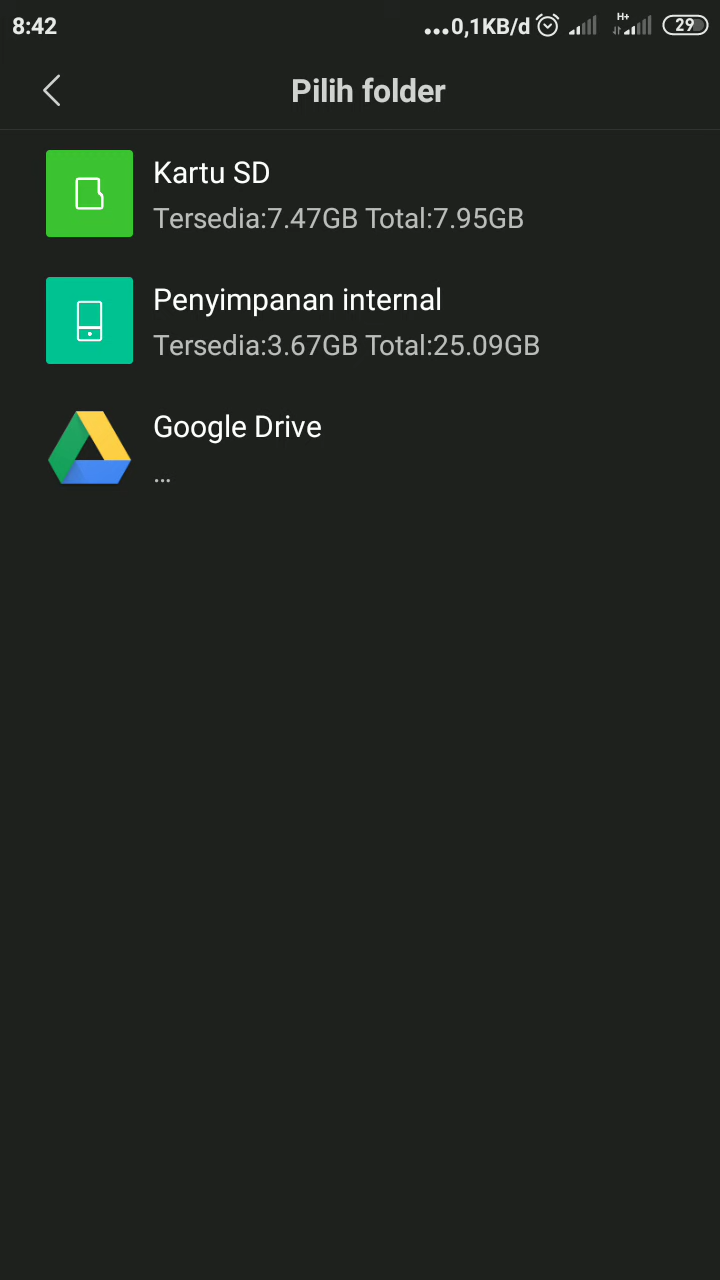 8:42 ...0,1KB/d H+ 29
Pilih folder
Kartu SD
Tersedia:7.47GB Total:7.95GB
Penyimpanan internal
Tersedia:3.67GB Total:25.09GB
Google Drive
...